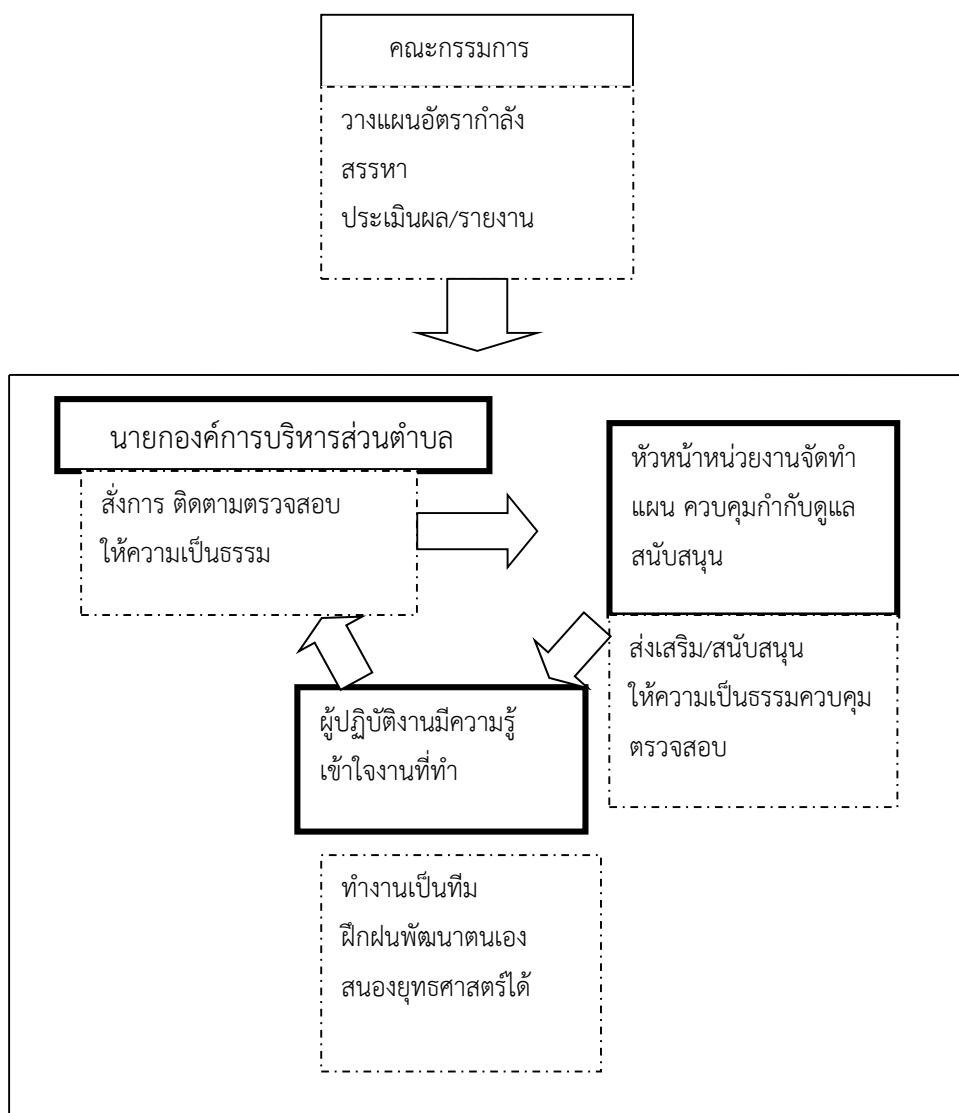 คณะกรรมการ
วางแผนอัตรากำลัง
สรรหา
ประเมินผล/รายงาน
นายกองค์การบริหารส่วนตำบล
สั่งการ ติดตามตรวจสอบ
ให้ความเป็นธรรม
หัวหน้าหน่วยงานจัดทำ
แผน ควบคุมกำกับดูแล
สนับสนุน
ส่งเสริม/สนับสนุน
ให้ความเป็นธรรมควบคุม
ตรวจสอบ
ผู้ปฏิบัติงานมีความรู้
เข้าใจงานที่ทำ
ทำงานเป็นทีม
ฝึกฝนพัฒนาตนเอง
สนองยุทธศาสตร์ได้